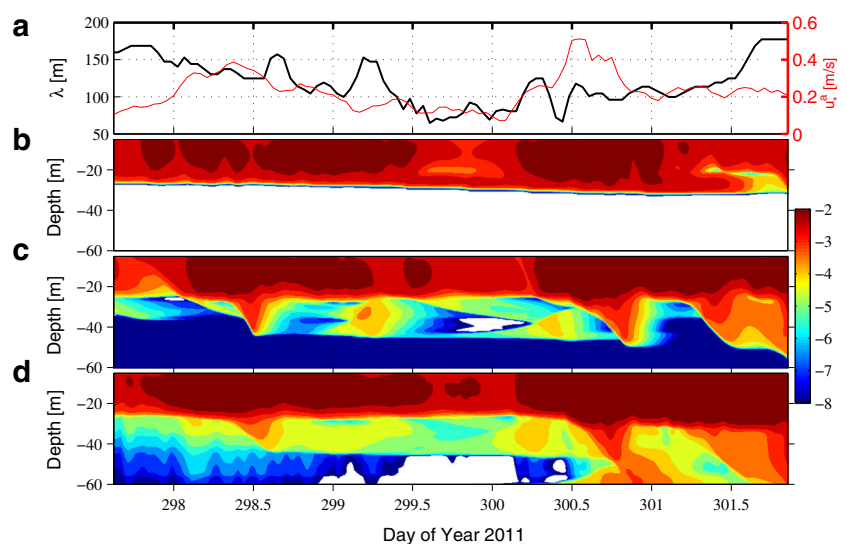 a
200
150
100
50
λ [m]
0.6
0.4
0.2
0
u*ᵃ [m/s]
b
−20
−40
−60
Depth [m]
c
−20
−40
−60
Depth [m]
d
−20
−40
−60
Depth [m]
−2
−3
−4
−5
−6
−7
−8
298 298.5 299 299.5 300 300.5 301 301.5
Day of Year 2011